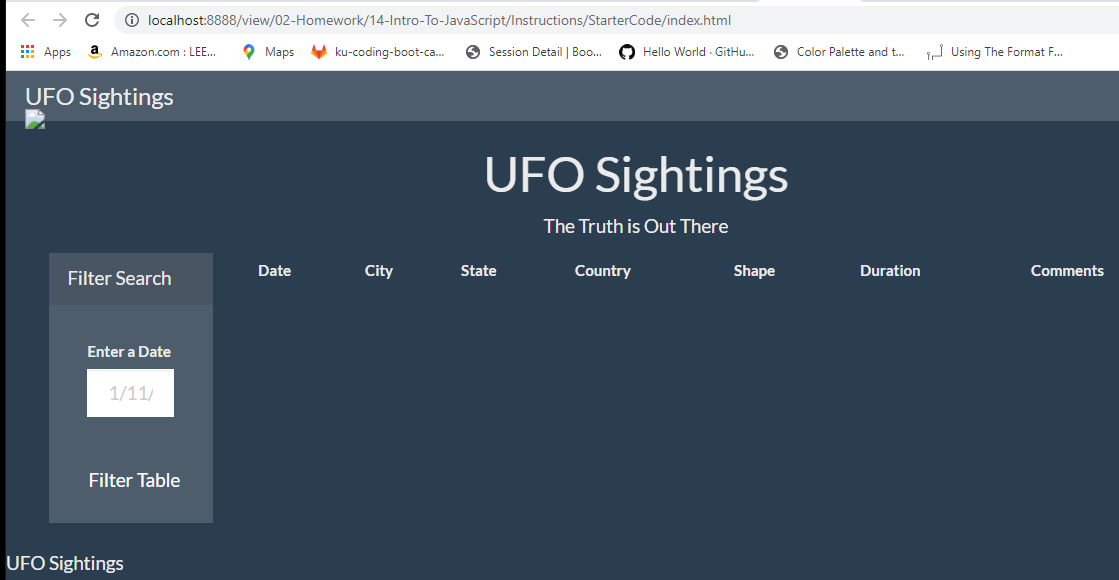 localhost:8888/view/02-Homework/14-Intro-To-JavaScript/Instructions/StarterCode/index.html
Apps Amazon.com : LEE... Maps ku-coding-boot-ca... Session Detail | Boo... Hello World · GitHu... Color Palette and t... Using The Format F...
UFO Sightings
UFO Sightings
The Truth is Out There
Filter Search
Date City State Country Shape Duration Comments
Enter a Date
1/11/
Filter Table
UFO Sightings